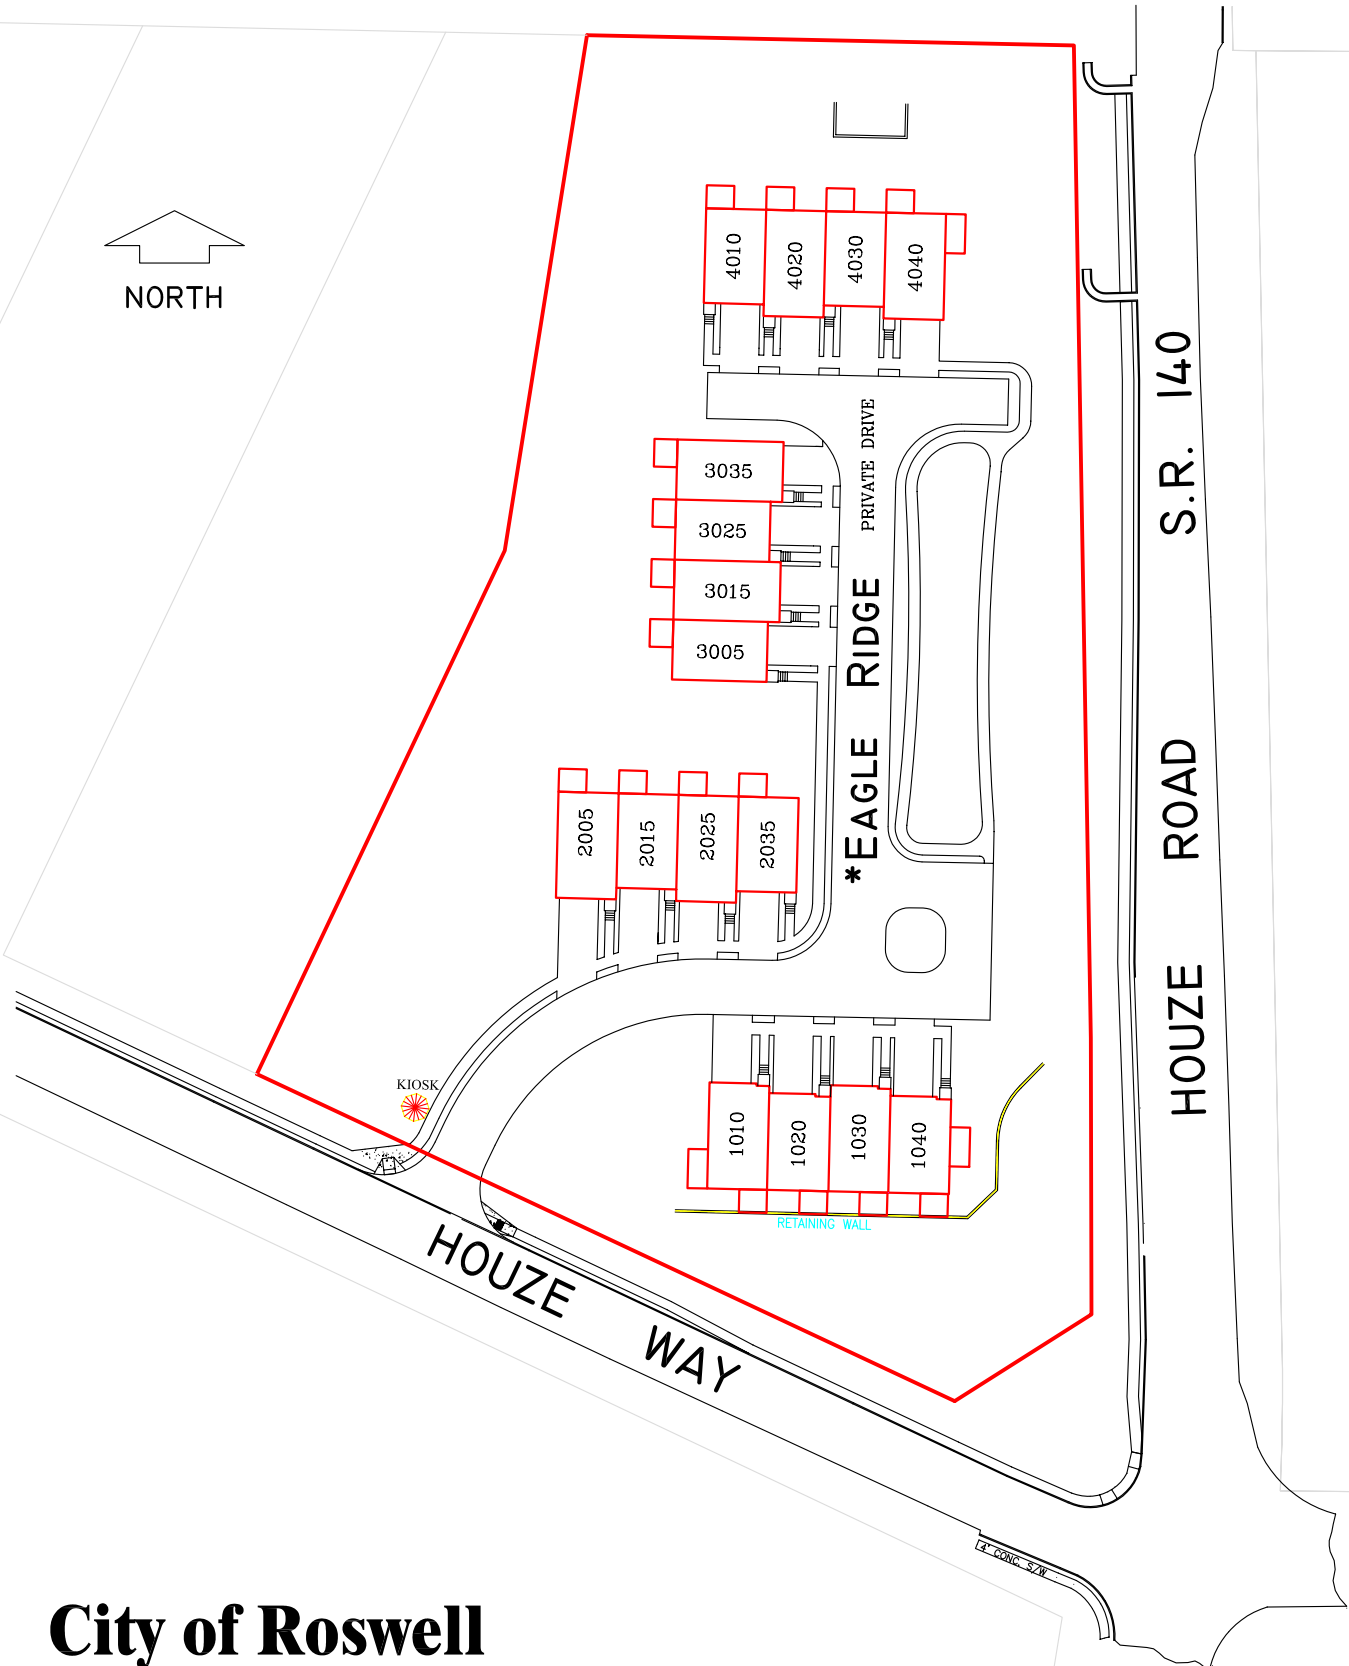 NORTH
4010
4020
4030
4040
S.R. 140
PRIVATE DRIVE
3035
3025
3015
3005
*EAGLE RIDGE
HOUZE ROAD
2005
2015
2025
2035
KIOSK
1010
1020
1030
1040
RETAINING WALL
HOUZE WAY
4' CONC. S/W
City of Roswell